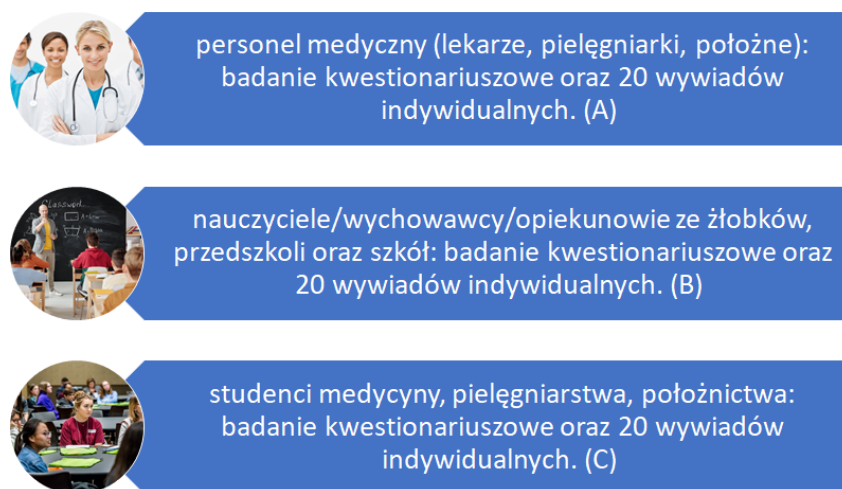 personel medyczny (lekarze, pielęgniarki, położne):
badanie kwestionariuszowe oraz 20 wywiadów
indywidualnych. (A)
Classwork
nauczyciele/wychowawcy/opiekunowie ze żłobków,
przedszkoli oraz szkół: badanie kwestionariuszowe oraz
20 wywiadów indywidualnych. (B)
studenci medycyny, pielęgniarstwa, położnictwa:
badanie kwestionariuszowe oraz 20 wywiadów
indywidualnych. (C)